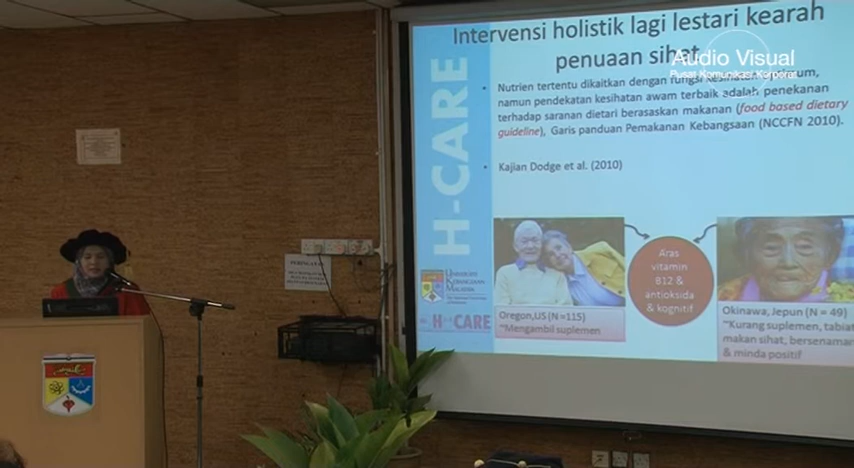 Intervensi holistik lagi lestari kearah
penuaan sihat
Audio Visual
Pusat Komunikasi Korporat
H-CARE
• Nutrien tertentu dikaitkan dengan fungsi
namun pendekatan kesihatan awam terbaik adalah penekanan
terhadap saranan dietari berasaskan makanan (food based dietary
guideline), Garis panduan Pemakanan Kebangsaan (NCCFN 2010).
• Kajian Dodge et al. (2010)
Aras
vitamin
B12 &
antioksida
& kognitif
Oregon,US (N =115)
~Mengambil suplemen
Okinawa, Jepun (N = 49)
~Kurang suplemen, tabiat
makan sihat, bersenaman
& minda positif
UNIVERSITI
KEBANGSAAN
MALAYSIA
H-CARE
PERINGATAN